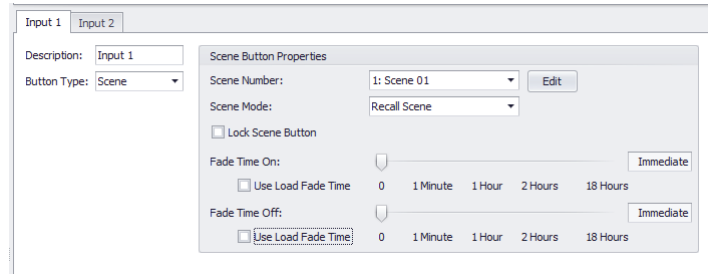 Input 1 Input 2
Description: Input 1
Button Type: Scene
Scene Button Properties
Scene Number: 1: Scene 01 Edit
Scene Mode: Recall Scene
Lock Scene Button
Fade Time On: Immediate
Use Load Fade Time 0 1 Minute 1 Hour 2 Hours 18 Hours
Fade Time Off: Immediate
Use Load Fade Time 0 1 Minute 1 Hour 2 Hours 18 Hours